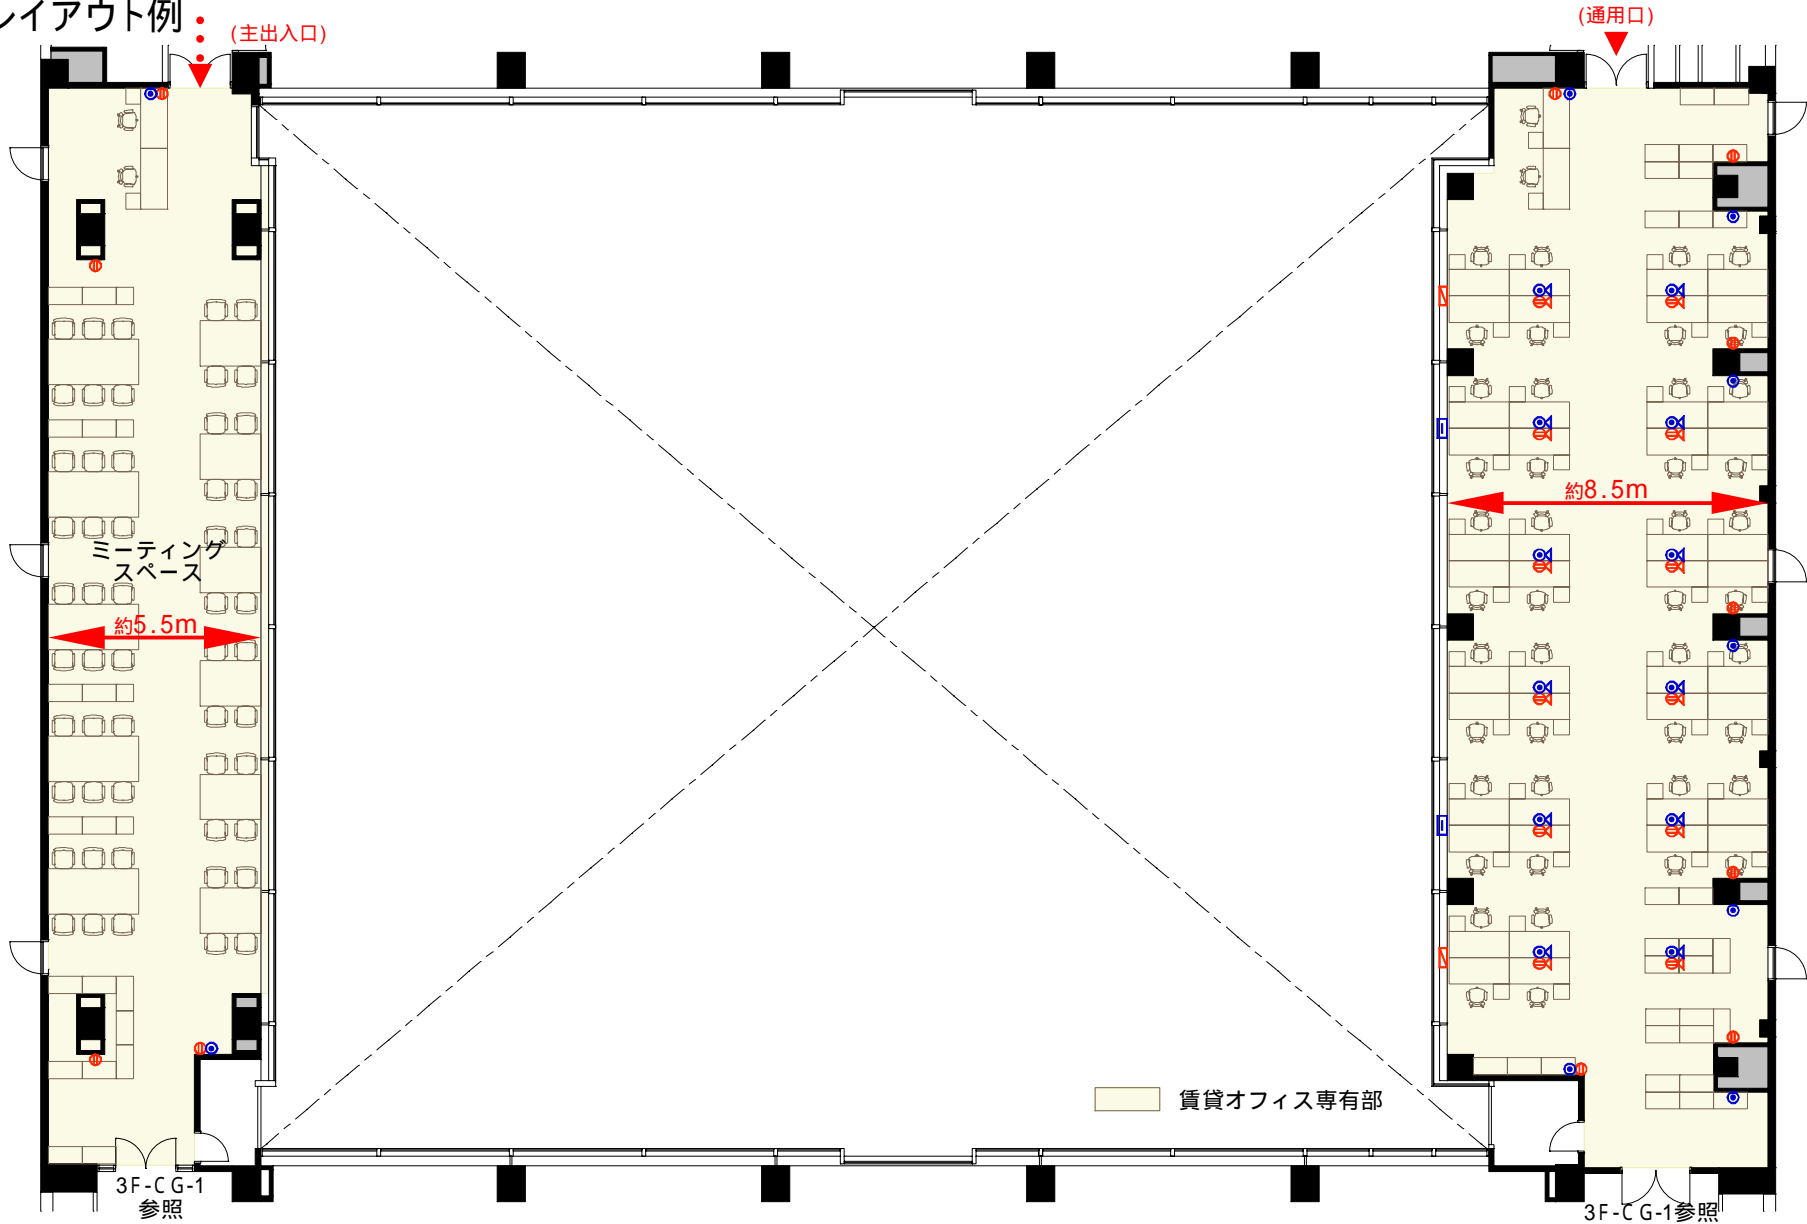 レイアウト例
(主出入口)
(通用口)
約8.5m
ミーティング
スペース
約5.5m
賃貸オフィス専有部
3F-CG-1
参照
3F-CG-1参照